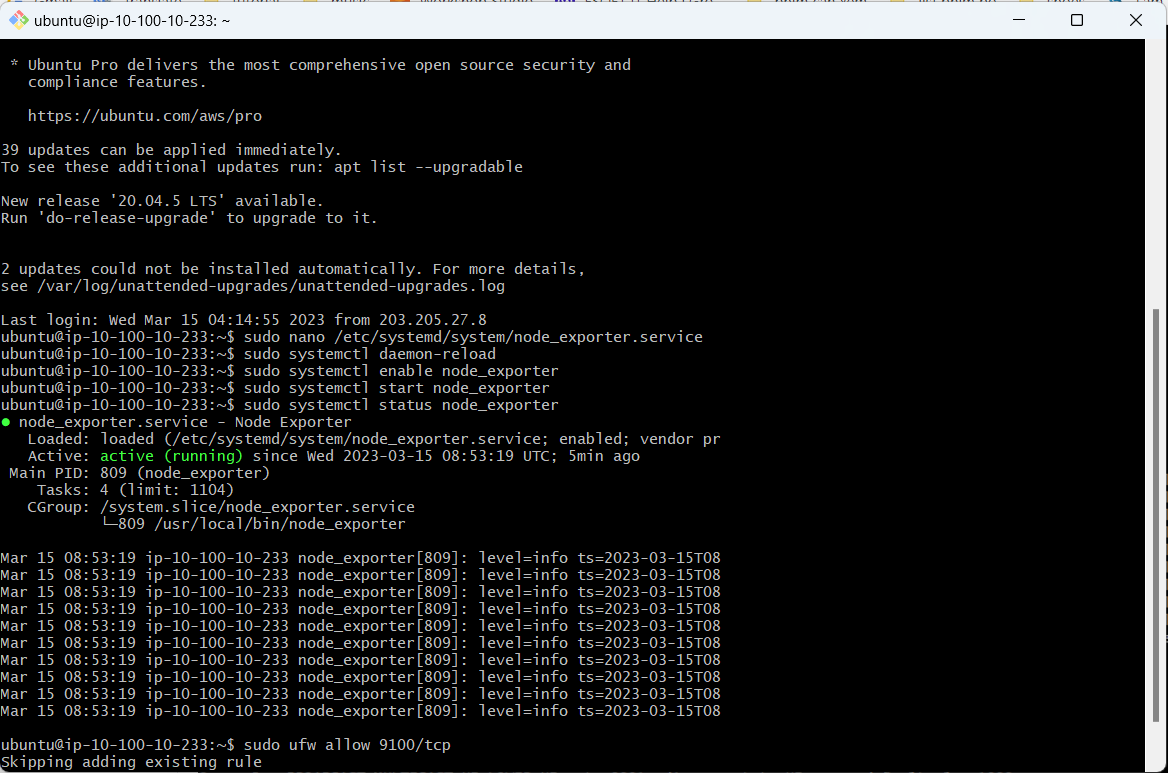 ubuntu@ip-10-100-10-233: ~
 * Ubuntu Pro delivers the most comprehensive open source security and
   compliance features.
   https://ubuntu.com/aws/pro
39 updates can be applied immediately.
To see these additional updates run: apt list --upgradable
New release '20.04.5 LTS' available.
Run 'do-release-upgrade' to upgrade to it.
2 updates could not be installed automatically. For more details,
see /var/log/unattended-upgrades/unattended-upgrades.log
Last login: Wed Mar 15 04:14:55 2023 from 203.205.27.8
ubuntu@ip-10-100-10-233:~$ sudo nano /etc/systemd/system/node_exporter.service
ubuntu@ip-10-100-10-233:~$ sudo systemctl daemon-reload
ubuntu@ip-10-100-10-233:~$ sudo systemctl enable node_exporter
ubuntu@ip-10-100-10-233:~$ sudo systemctl start node_exporter
ubuntu@ip-10-100-10-233:~$ sudo systemctl status node_exporter
● node_exporter.service - Node Exporter
   Loaded: loaded (/etc/systemd/system/node_exporter.service; enabled; vendor pr
   Active: active (running) since Wed 2023-03-15 08:53:19 UTC; 5min ago
 Main PID: 809 (node_exporter)
    Tasks: 4 (limit: 1104)
   CGroup: /system.slice/node_exporter.service
           └─809 /usr/local/bin/node_exporter
Mar 15 08:53:19 ip-10-100-10-233 node_exporter[809]: level=info ts=2023-03-15T08
Mar 15 08:53:19 ip-10-100-10-233 node_exporter[809]: level=info ts=2023-03-15T08
Mar 15 08:53:19 ip-10-100-10-233 node_exporter[809]: level=info ts=2023-03-15T08
Mar 15 08:53:19 ip-10-100-10-233 node_exporter[809]: level=info ts=2023-03-15T08
Mar 15 08:53:19 ip-10-100-10-233 node_exporter[809]: level=info ts=2023-03-15T08
Mar 15 08:53:19 ip-10-100-10-233 node_exporter[809]: level=info ts=2023-03-15T08
Mar 15 08:53:19 ip-10-100-10-233 node_exporter[809]: level=info ts=2023-03-15T08
Mar 15 08:53:19 ip-10-100-10-233 node_exporter[809]: level=info ts=2023-03-15T08
Mar 15 08:53:19 ip-10-100-10-233 node_exporter[809]: level=info ts=2023-03-15T08
Mar 15 08:53:19 ip-10-100-10-233 node_exporter[809]: level=info ts=2023-03-15T08
ubuntu@ip-10-100-10-233:~$ sudo ufw allow 9100/tcp
Skipping adding existing rule